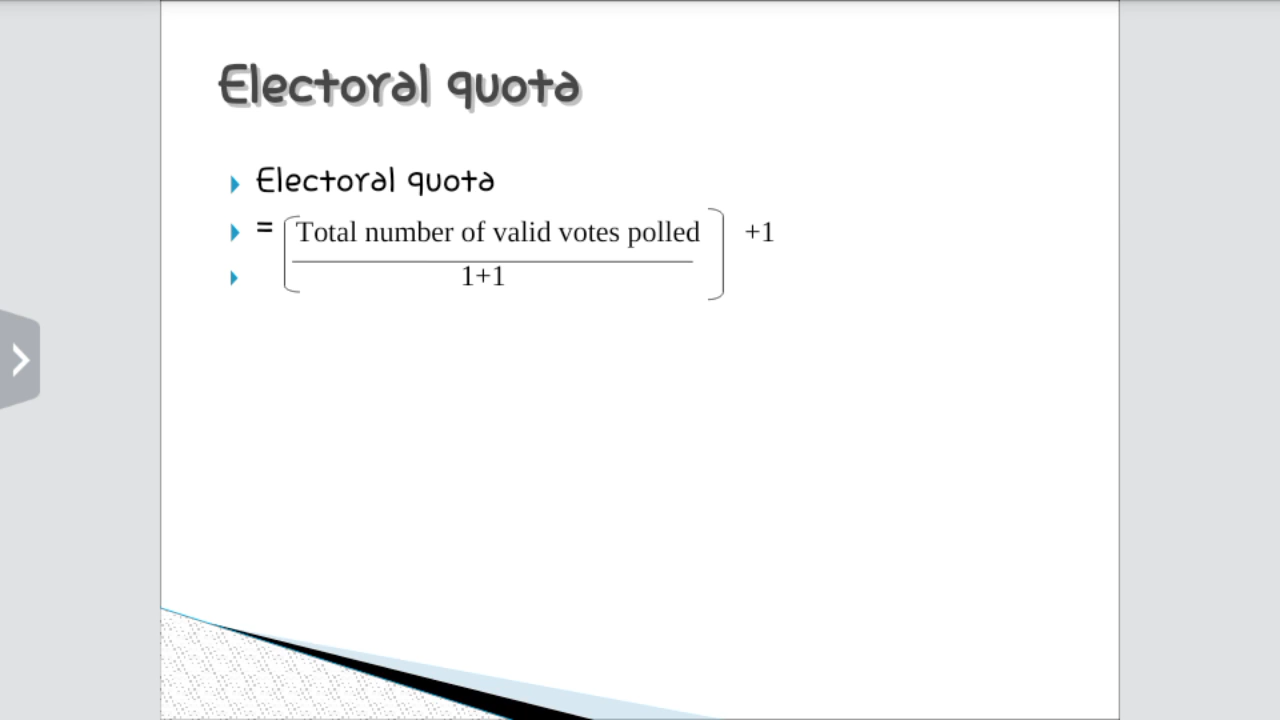 Electoral quota
Electoral quota
= Total number of valid votes polled +1
1+1